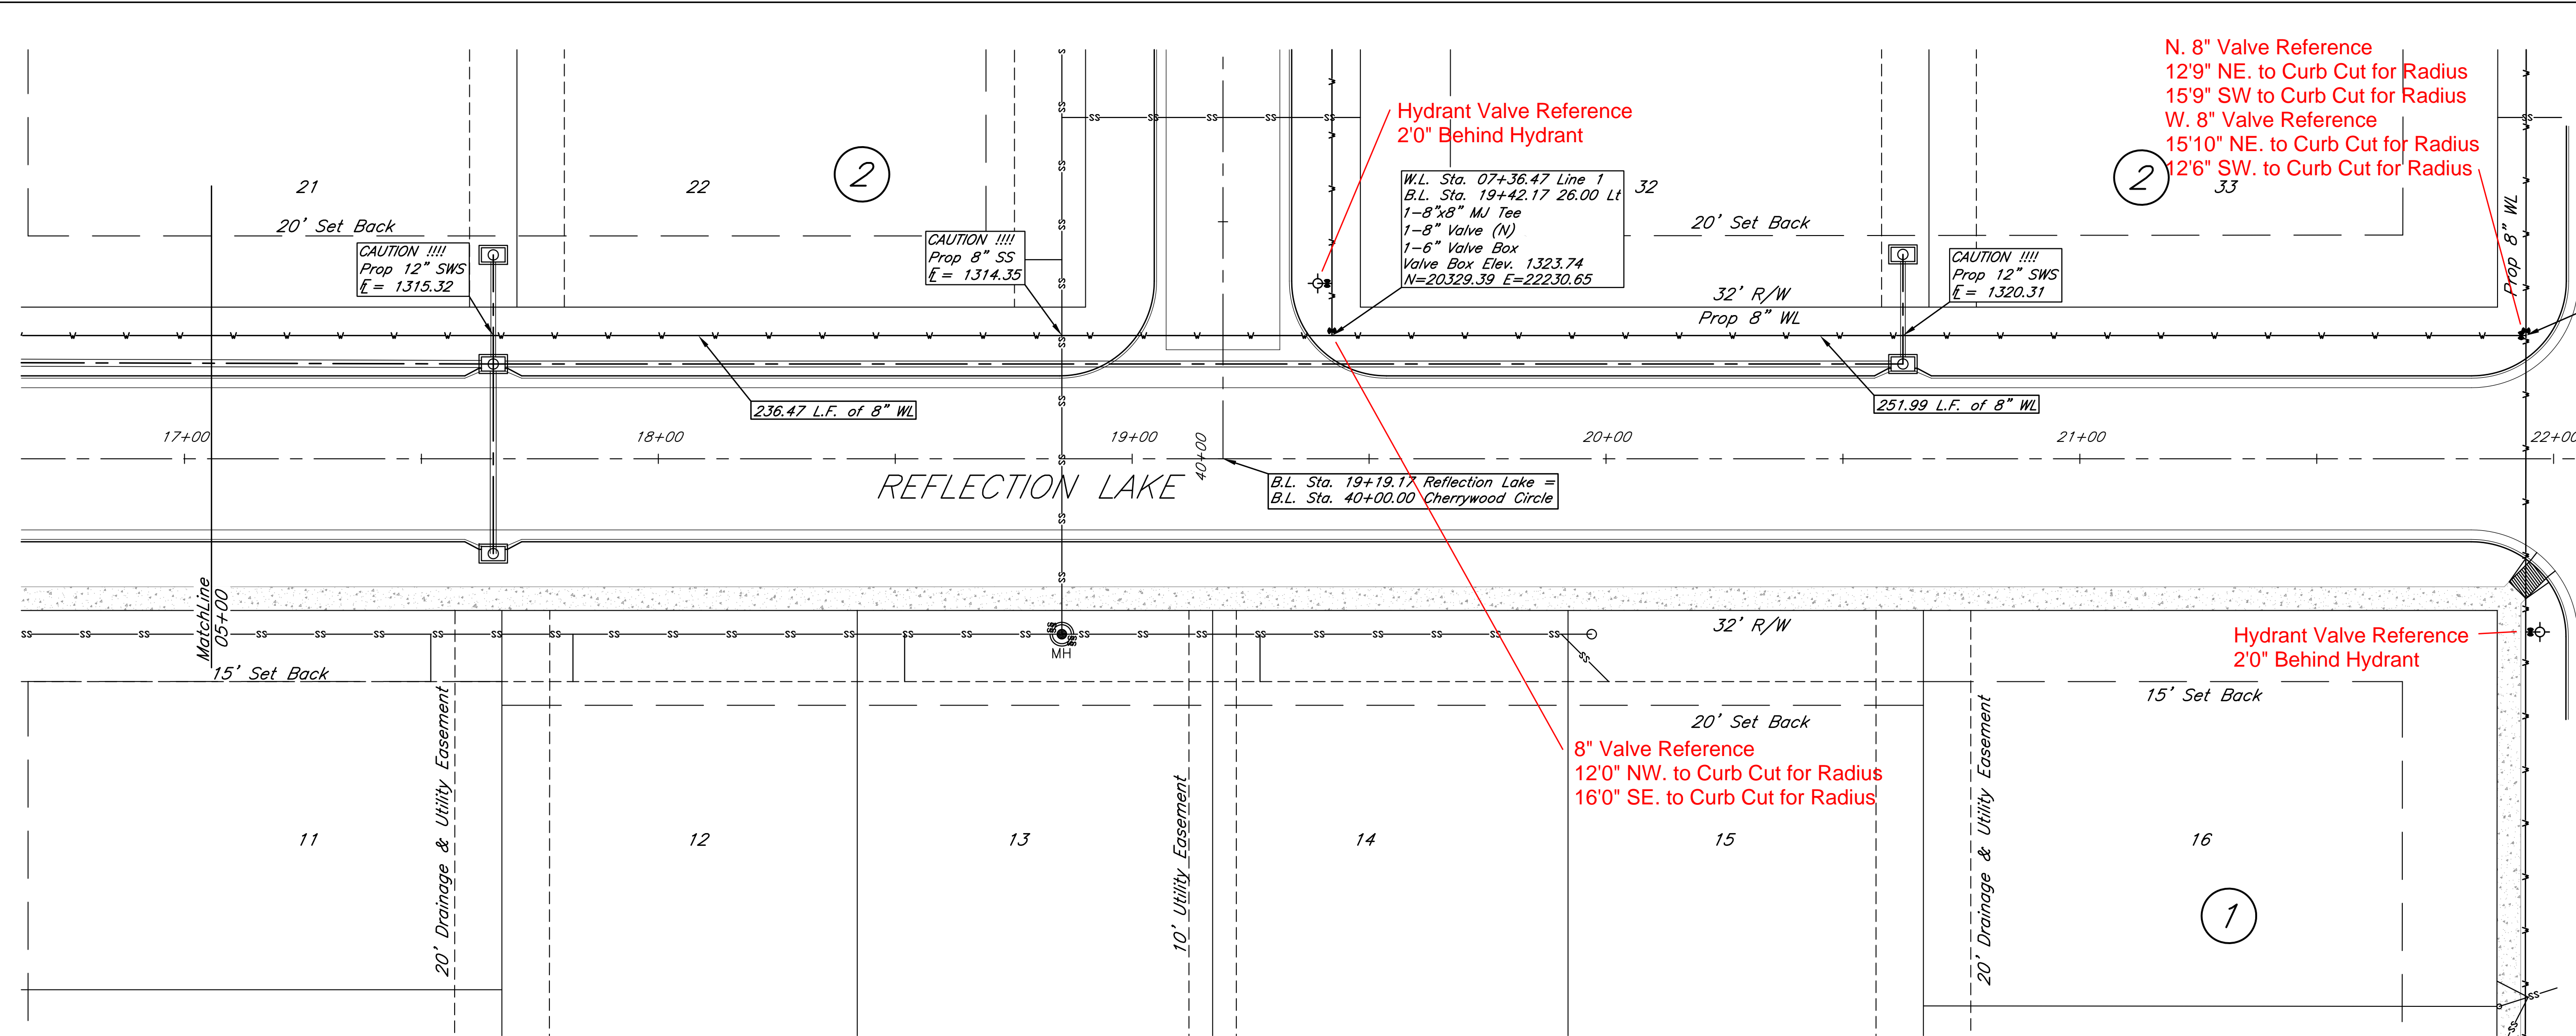 N. 8" Valve Reference
12'9" NE. to Curb Cut for Radius
15'9" SW to Curb Cut for Radius
W. 8" Valve Reference
15'10" NE. to Curb Cut for Radius
12'6" SW. to Curb Cut for Radius
Hydrant Valve Reference
2'0" Behind Hydrant
21
22
2
32
2
33
W.L. Sta. 07+36.47 Line 1
B.L. Sta. 19+42.17 26.00 Lt
1-8"x8" MJ Tee
1-8" Valve (N)
1-6" Valve Box
Valve Box Elev. 1323.74
N=20329.39 E=22230.65
20' Set Back
20' Set Back
Prop 8" WL
CAUTION !!!!
Prop 12" SWS
℄ = 1315.32
CAUTION !!!!
Prop 8" SS
℄ = 1314.35
CAUTION !!!!
Prop 12" SWS
℄ = 1320.31
32' R/W
Prop 8" WL
236.47 L.F. of 8" WL
251.99 L.F. of 8" WL
17+00
18+00
19+00
40+00
20+00
21+00
22+00
REFLECTION LAKE
B.L. Sta. 19+19.17 Reflection Lake =
B.L. Sta. 40+00.00 Cherrywood Circle
MatchLine
05+00
MH
32' R/W
Hydrant Valve Reference
2'0" Behind Hydrant
15' Set Back
15' Set Back
20' Set Back
8" Valve Reference
12'0" NW. to Curb Cut for Radius
16'0" SE. to Curb Cut for Radius
20' Drainage & Utility Easement
10' Utility Easement
20' Drainage & Utility Easement
11
12
13
14
15
16
1